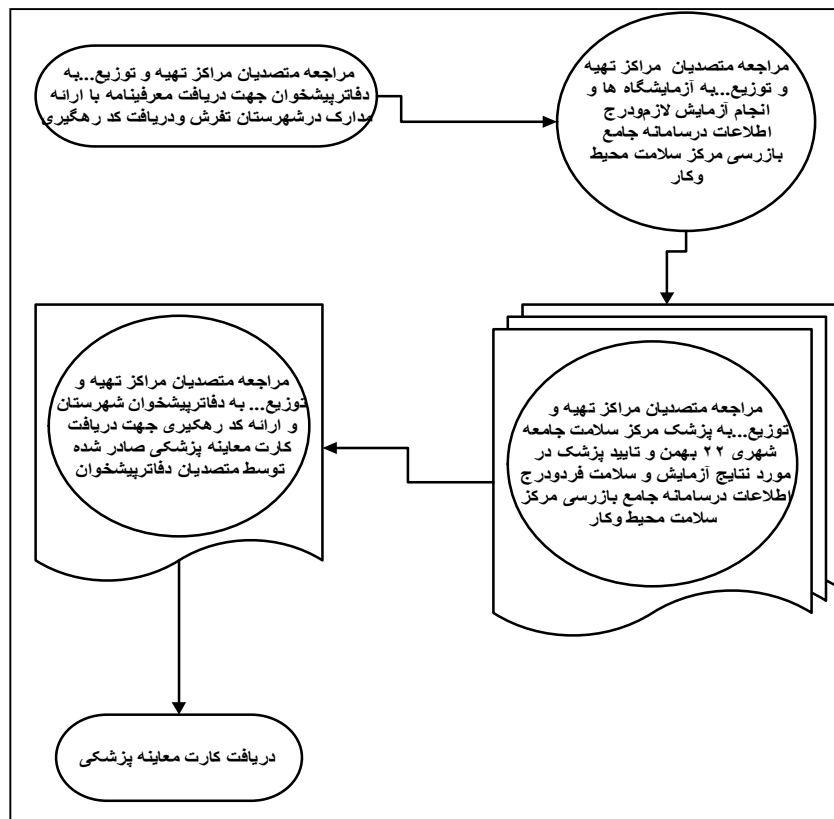 مراجعه متصدیان مراکز تهیه و توزیع...به
دفاترپیشخوان جهت دریافت معرفینامه با ارائه
مدارک درشهرستان تفرش ودریافت کد رهگیری
مراجعه متصدیان مراکز تهیه
و توزیع...به آزمایشگاه ها و
انجام آزمایش لازمودرج
اطلاعات درسامانه جامع
بازرسی مرکز سلامت محیط
وکار
مراجعه متصدیان مراکز تهیه و
توزیع...به پزشک مرکز سلامت جامعه
شهری ۲۲ بهمن و تایید پزشک در
مورد نتایج آزمایش و سلامت فردودرج
اطلاعات درسامانه جامع بازرسی مرکز
سلامت محیط وکار
مراجعه متصدیان مراکز تهیه و
توزیع... به دفاترپیشخوان شهرستان
و ارائه کد رهکیری جهت دریافت
کارت معاینه پزشکی صادر شده
توسط متصدیان دفاترپیشخوان
دریافت کارت معاینه پزشکی